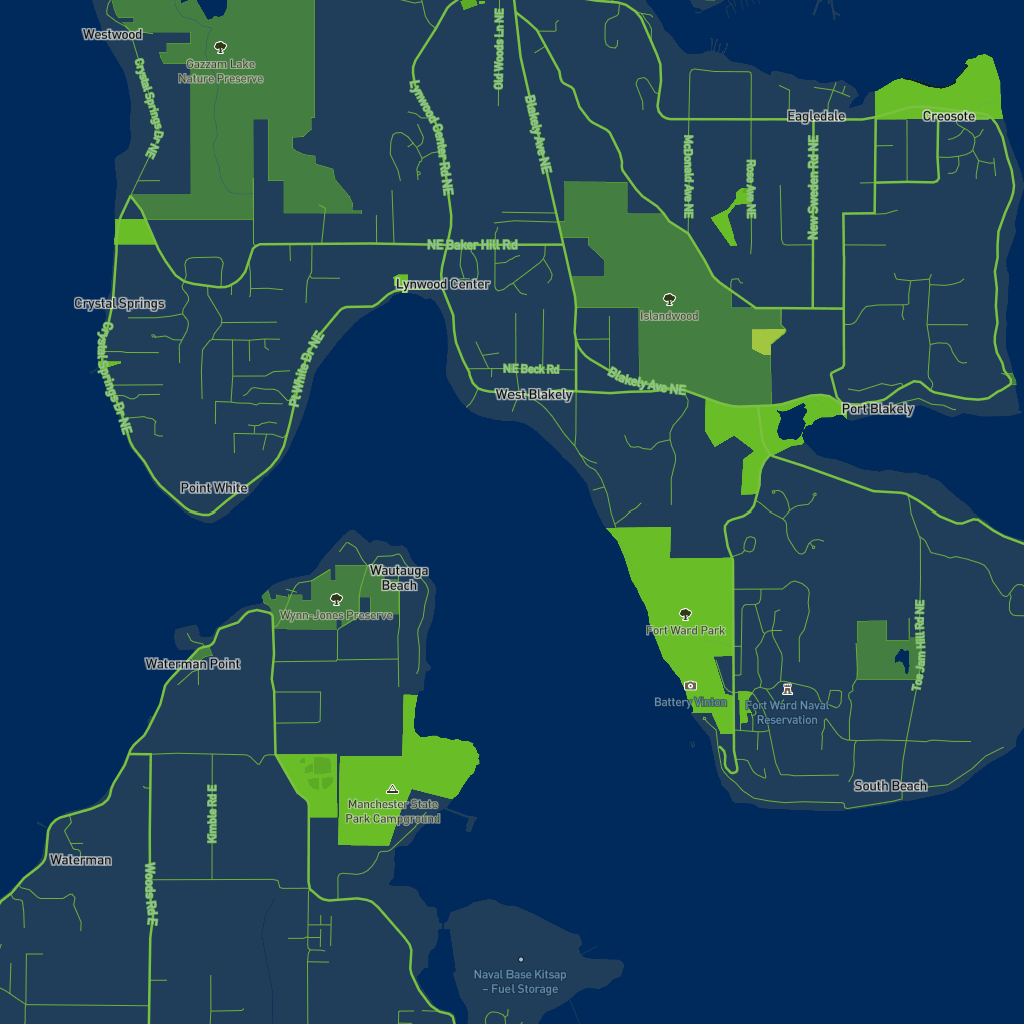 Westwood
Old Woods Ln NE
Gazzam Lake
Nature Preserve
Crystal Springs Dr NE
Lynwood Center Rd NE
Blakely Ave NE
Eagledale
Creosote
McDonald Ave NE
Rose Ave NE
New Sweden Rd NE
NE Baker Hill Rd
Lynwood Center
Crystal Springs
Islandwood
Crystal Springs Dr NE
Pt White Dr NE
NE Beck Rd
Blakely Ave NE
West Blakely
Port Blakely
Point White
Wautauga
Beach
Wynn-Jones Preserve
Fort Ward Park
Toe Jam Hill Rd NE
Waterman Point
Battery Vinton
Fort Ward Naval
Reservation
South Beach
Manchester State
Park Campground
Kimble Rd E
Waterman
Woods Rd E
Naval Base Kitsap
– Fuel Storage